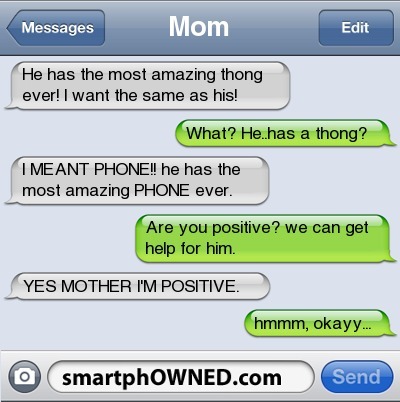 Messages
Mom
Edit
He has the most amazing thong
ever! I want the same as his!
What? He..has a thong?
I MEANT PHONE!! he has the
most amazing PHONE ever.
Are you positive? we can get
help for him.
YES MOTHER I'M POSITIVE.
hmmm, okayy...
smartphOWNED.com
Send